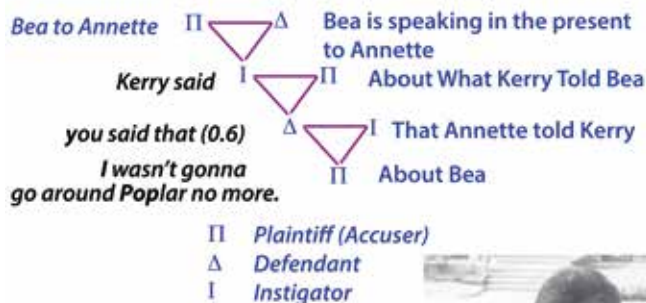 Bea to Annette Π Δ Bea is speaking in the present
to Annette
Kerry said I Π About What Kerry Told Bea
you said that (0.6) Δ I That Annette told Kerry
I wasn't gonna Π About Bea
go around Poplar no more.
Π Plaintiff (Accuser)
Δ Defendant
I Instigator